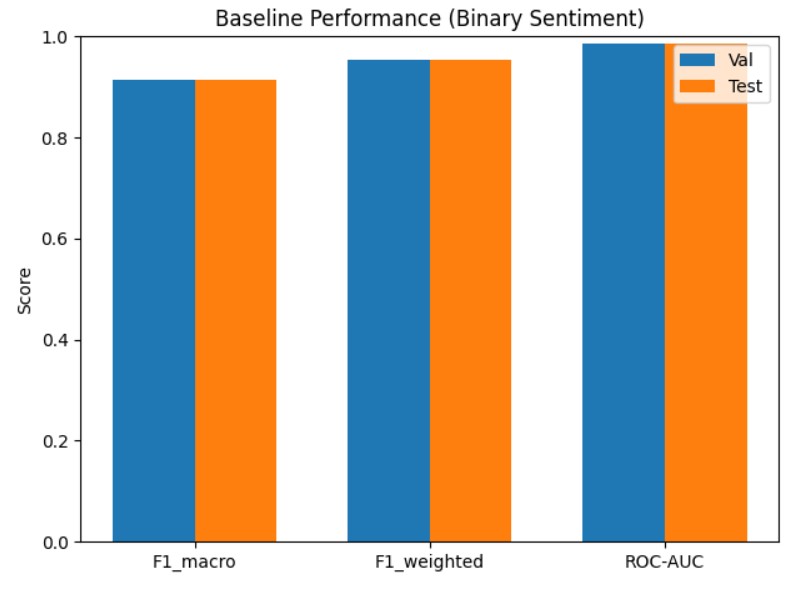 Baseline Performance (Binary Sentiment)
1.0
0.8
0.6
0.4
0.2
0.0
Score
Val
Test
F1_macro
F1_weighted
ROC-AUC